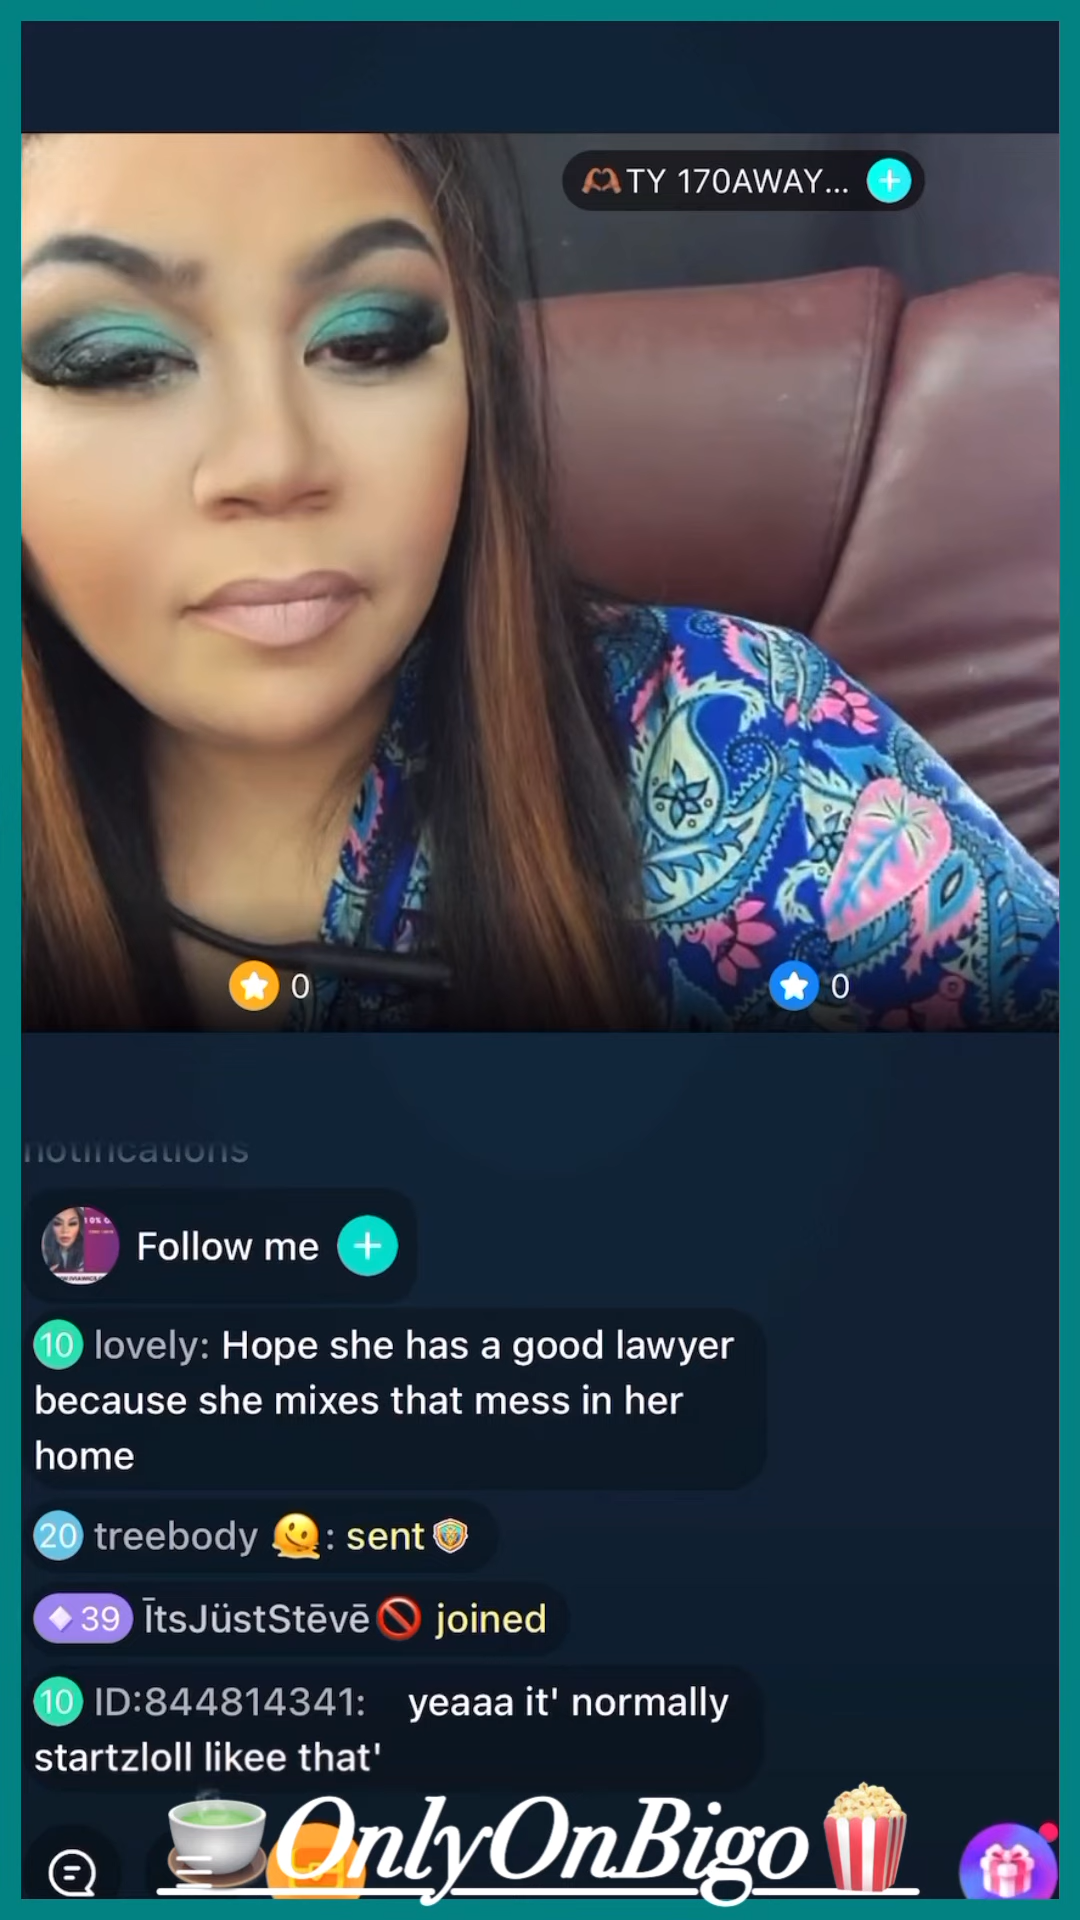 🫶🏾TY 170AWAY...
0
0
notifications
Follow me
10 lovely: Hope she has a good lawyer
because she mixes that mess in her
home
20 treebody 🫠: sent
39 ĪtsJüstStēvē🚫 joined
10 ID:844814341: yeaaa it' normally
startzloll likee that'
🍵OnlyOnBigo🍿